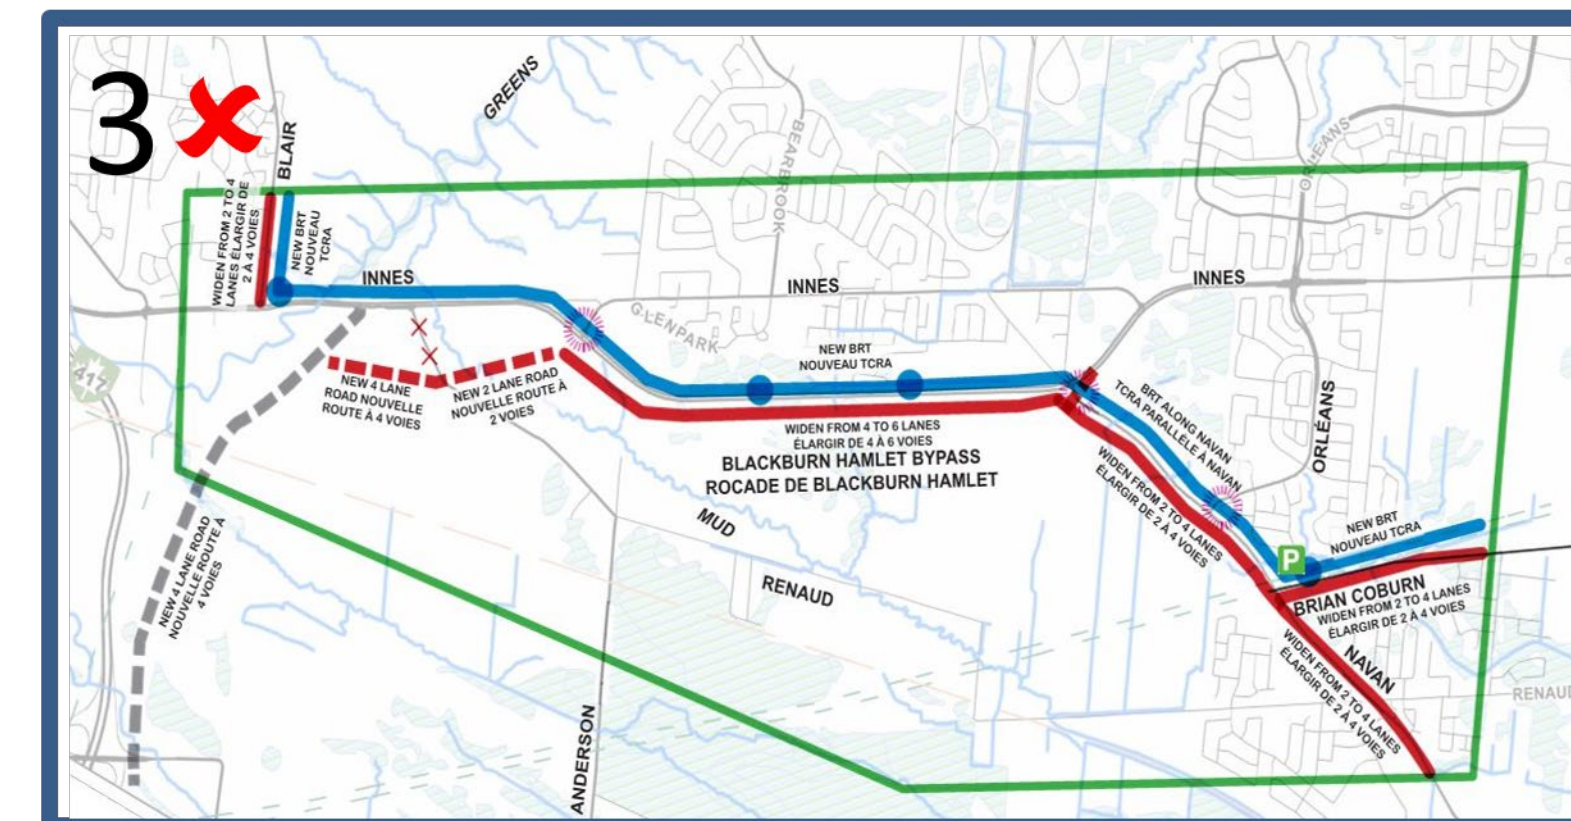 3
BLAIR
GREENS
BEARBROOK
ORLÉANS
WIDEN FROM 2 TO 4
LANES ÉLARGIR DE
2 À 4 VOIES
NEW BRT
NOUVEAU
TCRA
INNES
INNES
INNES
GLENPARK
417
NEW 4 LANE
ROAD NOUVELLE
ROUTE À 4 VOIES
NEW 2 LANE ROAD
NOUVELLE ROUTE À
2 VOIES
NEW BRT
NOUVEAU TCRA
WIDEN FROM 4 TO 6 LANES
ÉLARGIR DE 4 À 6 VOIES
BLACKBURN HAMLET BYPASS
ROCADE DE BLACKBURN HAMLET
BRT ALONG NAVAN
TCRA PARALLÈLE À NAVAN
WIDEN FROM 2 TO 4 LANES
ÉLARGIR DE 2 À 4 VOIES
ORLÉANS
NEW 4 LANE ROAD
NOUVELLE ROUTE À
4 VOIES
MUD
RENAUD
ANDERSON
P
NEW BRT
NOUVEAU TCRA
BRIAN COBURN
WIDEN FROM 2 TO 4 LANES
ÉLARGIR DE 2 À 4 VOIES
NAVAN
WIDEN FROM 2 TO 4 LANES
ÉLARGIR DE 2 À 4 VOIES
RENAUD